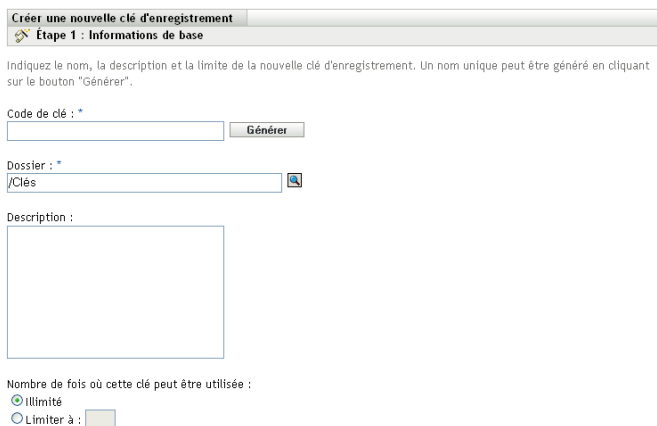 Créer une nouvelle clé d'enregistrement
Étape 1 : Informations de base
Indiquez le nom, la description et la limite de la nouvelle clé d'enregistrement. Un nom unique peut être généré en cliquant
sur le bouton "Générer".
Code de clé : *
Générer
Dossier : *
/Clés
Description :
Nombre de fois où cette clé peut être utilisée :
Illimité
Limiter à :